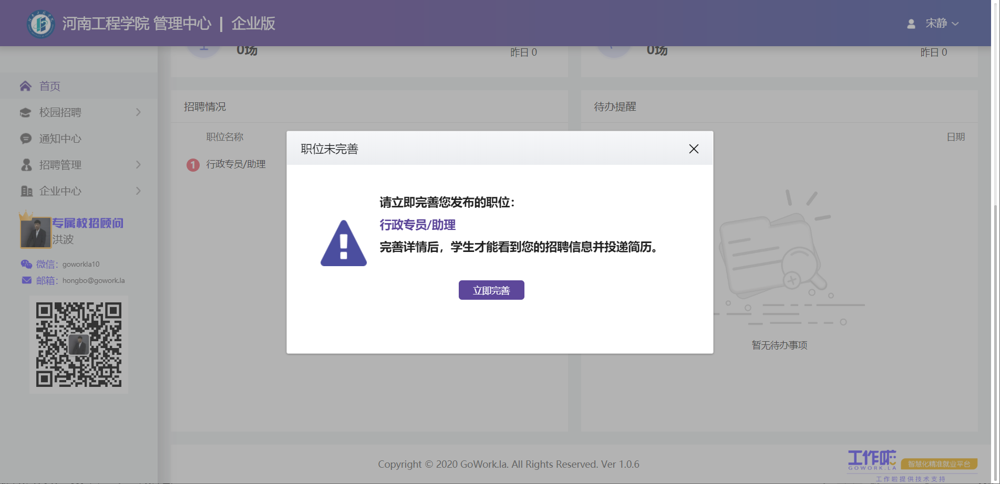 河南工程学院 管理中心 | 企业版
宋静
0场
昨日 0
0场
昨日 0
首页
校园招聘
通知中心
招聘管理
企业中心
专属校招顾问
洪波
微信：goworkla10
邮箱：hongbo@gowork.la
招聘情况
职位名称
1 行政专员/助理
待办提醒
日期
暂无待办事项
职位未完善
请立即完善您发布的职位：
行政专员/助理
完善详情后，学生才能看到您的招聘信息并投递简历。
立即完善
Copyright © 2020 GoWork.la. All Rights Reserved. Ver 1.0.6
工作啦
GOWORK.LA
智慧化精准就业平台
工作啦提供技术支持